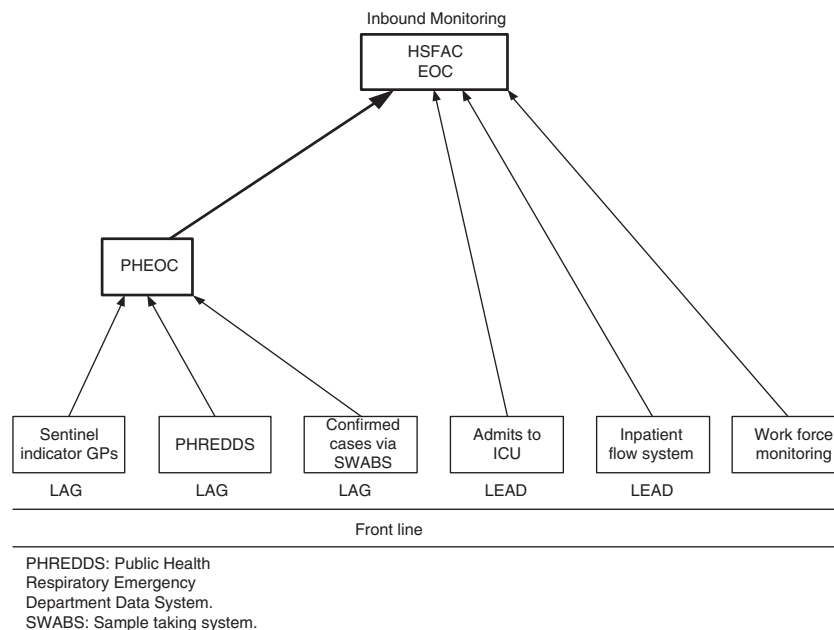 Inbound Monitoring
HSFAC
EOC
PHEOC
Sentinel
indicator GPs
PHREDDS
Confirmed
cases via
SWABS
Admits to
ICU
Inpatient
flow system
Work force
monitoring
LAG
LAG
LAG
LEAD
LEAD
Front line
PHREDDS: Public Health
Respiratory Emergency
Department Data System.
SWABS: Sample taking system.